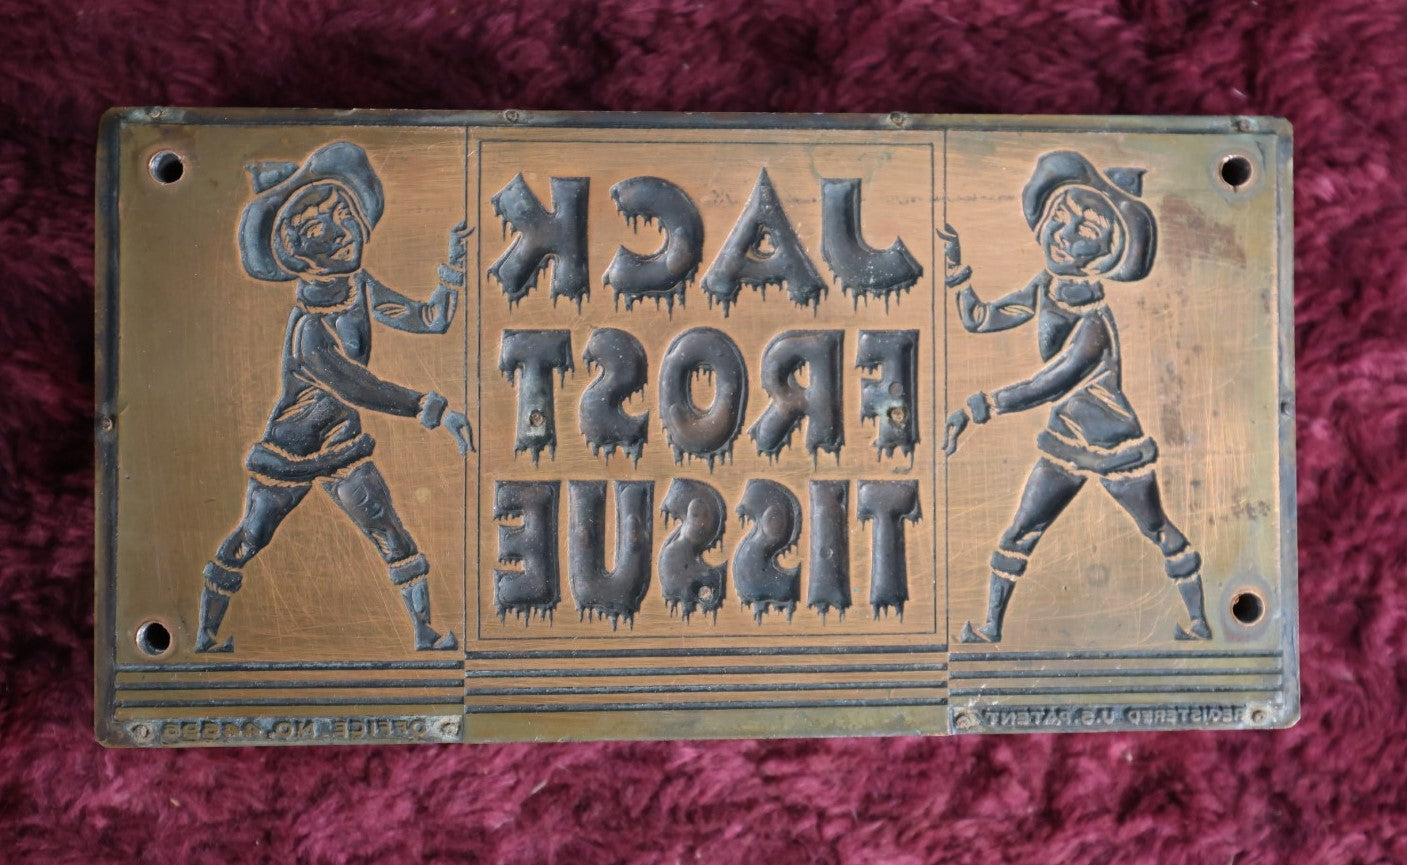 JACK
FROST
TISSUE
REGISTERED U.S. PATENT
OFFICE NO.